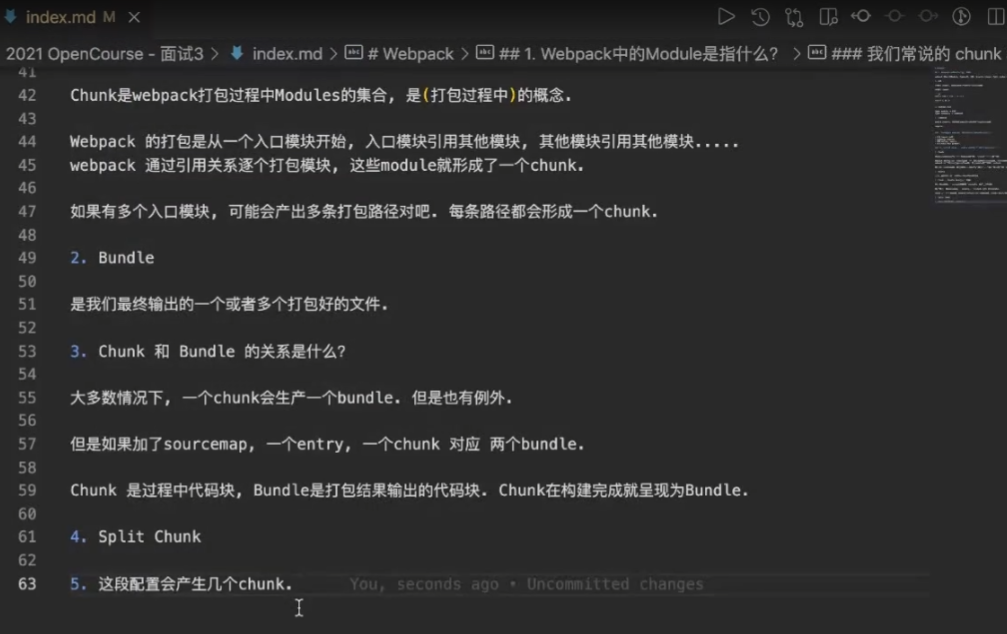 index.md M
2021 OpenCourse - 面试3 > index.md > # Webpack > ## 1. Webpack中的Module是指什么? > ### 我们常说的 chunk
41
42 Chunk是webpack打包过程中Modules的集合, 是(打包过程中)的概念.
43
44 Webpack 的打包是从一个入口模块开始, 入口模块引用其他模块, 其他模块引用其他模块.....
45 webpack 通过引用关系逐个打包模块, 这些module就形成了一个chunk.
46
47 如果有多个入口模块, 可能会产出多条打包路径对吧. 每条路径都会形成一个chunk.
48
49 2. Bundle
50
51 是我们最终输出的一个或者多个打包好的文件.
52
53 3. Chunk 和 Bundle 的关系是什么?
54
55 大多数情况下, 一个chunk会生产一个bundle. 但是也有例外.
56
57 但是如果加了sourcemap, 一个entry, 一个chunk 对应 两个bundle.
58
59 Chunk 是过程中代码块, Bundle是打包结果输出的代码块. Chunk在构建完成就呈现为Bundle.
60
61 4. Split Chunk
62
63 5. 这段配置会产生几个chunk. You, seconds ago • Uncommitted changes